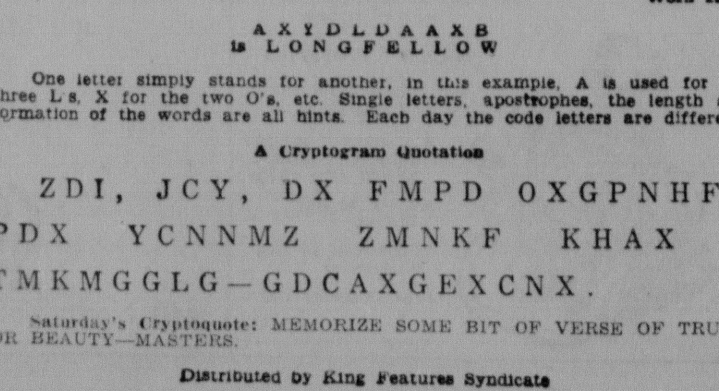 A X Y D L D A A X B
is L O N G F E L L O W
One letter simply stands for another, in this example, A is used for
three L's, X for the two O's, etc. Single letters, apostrophes, the length
formation of the words are all hints. Each day the code letters are differe
A Cryptogram Quotation
ZDI, JCY, DX FMPD OXGPNHF
PDX YCNNMZ ZMNKF KHAX
MKMGGLG—GDCAXGEXCNX.
Saturday's Cryptoquote: MEMORIZE SOME BIT OF VERSE OF TRU
OR BEAUTY—MASTERS.
Distributed by King Features Syndicate